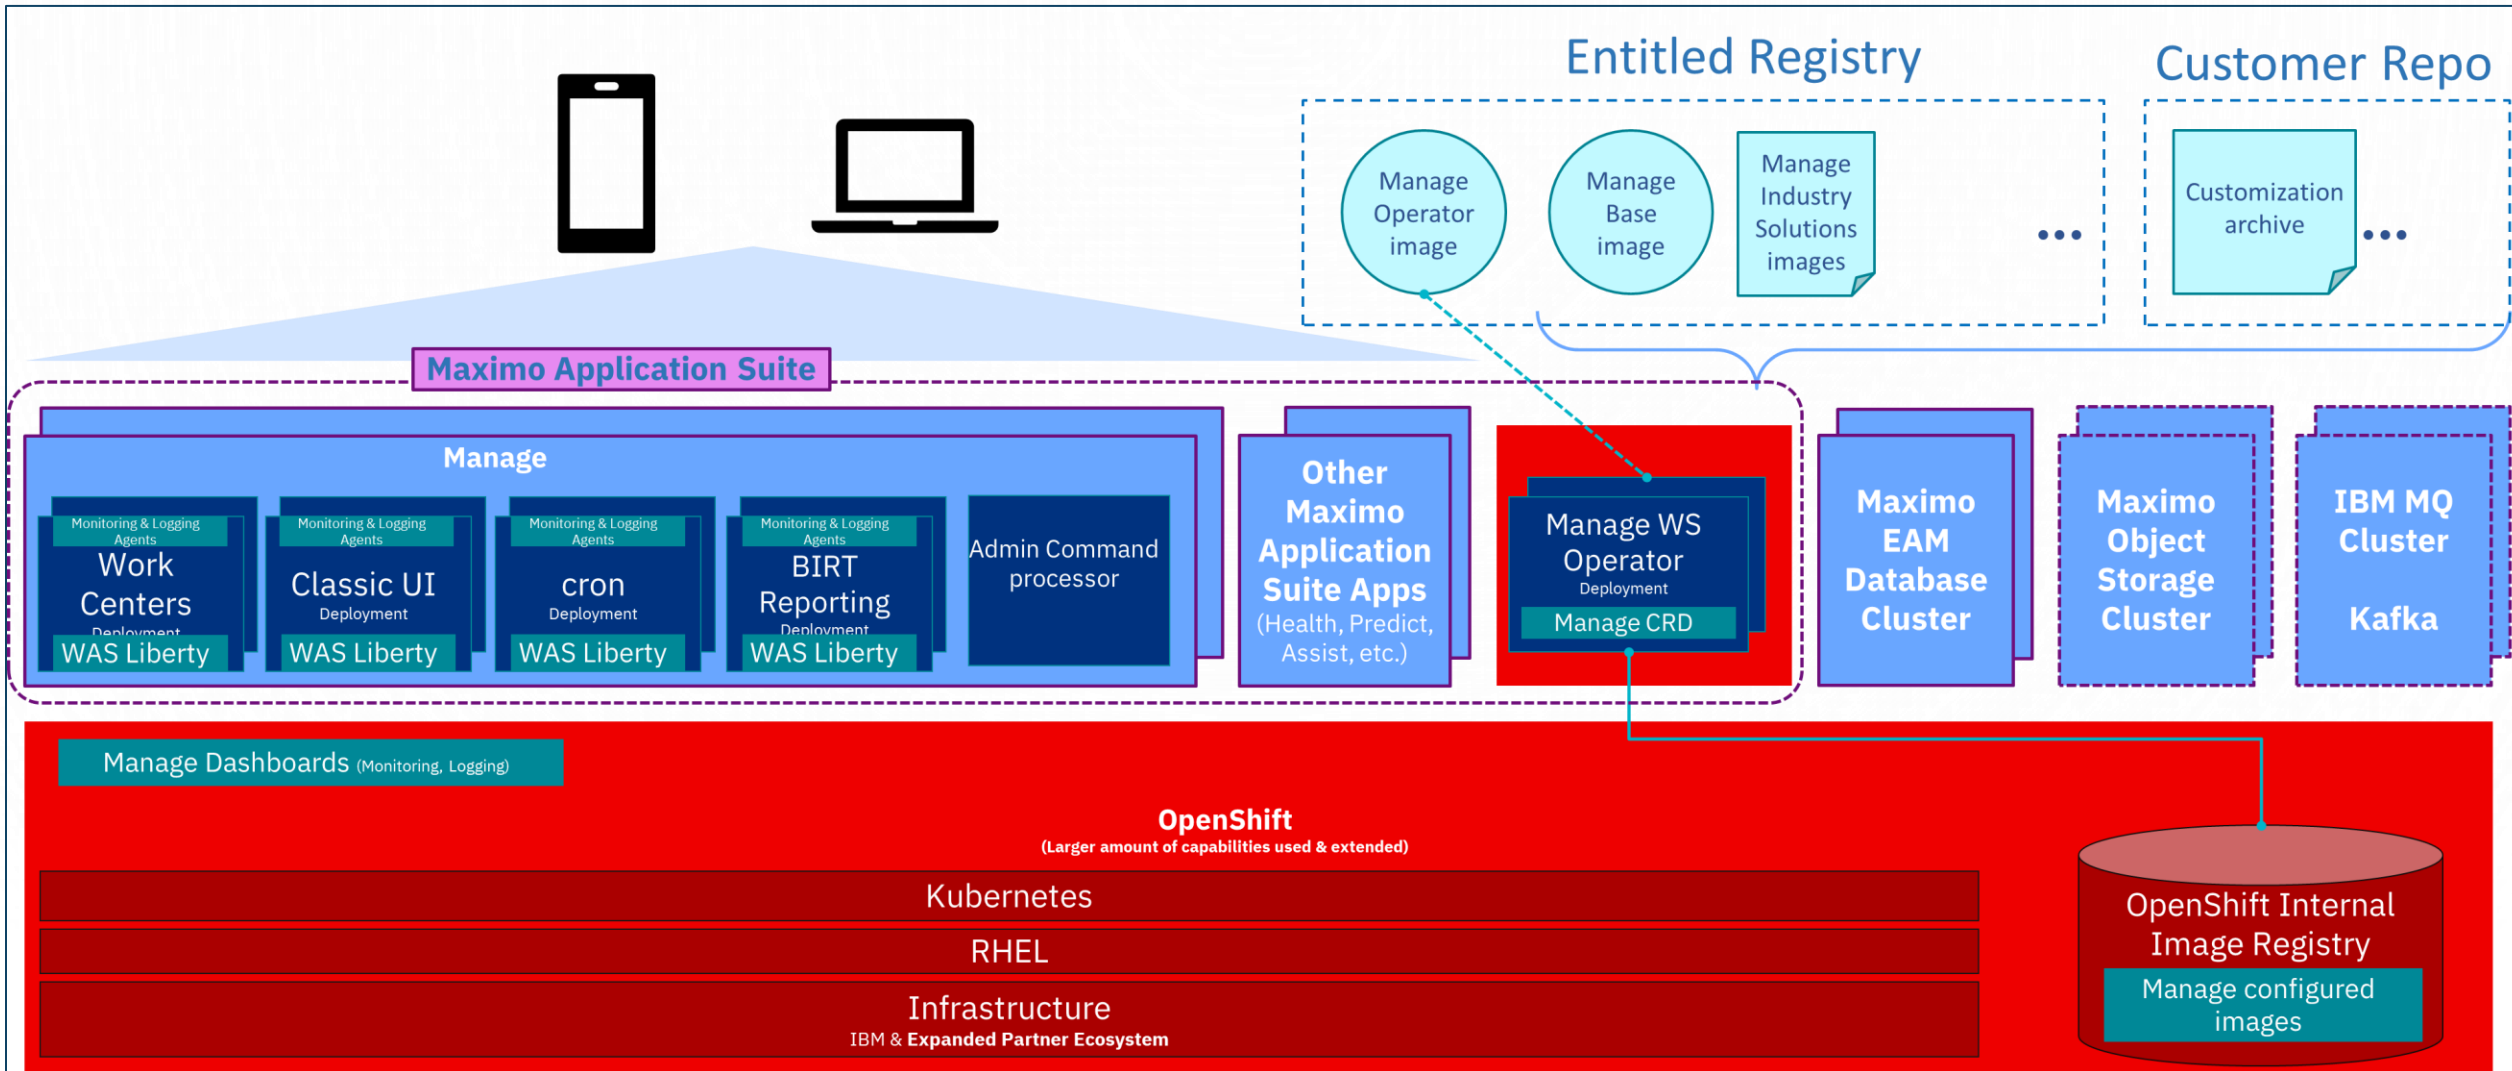 Entitled Registry
Customer Repo
Manage
Operator
image
Manage
Base
image
Manage
Industry
Solutions
images
...
Customization
archive
...
Maximo Application Suite
Manage
Monitoring & Logging
Agents
Work
Centers
Deployment
WAS Liberty
Monitoring & Logging
Agents
Classic UI
Deployment
WAS Liberty
Monitoring & Logging
Agents
cron
Deployment
WAS Liberty
Monitoring & Logging
Agents
BIRT
Reporting
Deployment
WAS Liberty
Admin Command
processor
Other
Maximo
Application
Suite Apps
(Health, Predict,
Assist, etc.)
Manage WS
Operator
Deployment
Manage CRD
Maximo
EAM
Database
Cluster
Maximo
Object
Storage
Cluster
IBM MQ
Cluster
Kafka
Manage Dashboards (Monitoring, Logging)
OpenShift
(Larger amount of capabilities used & extended)
Kubernetes
RHEL
Infrastructure
IBM & Expanded Partner Ecosystem
OpenShift Internal
Image Registry
Manage configured
images